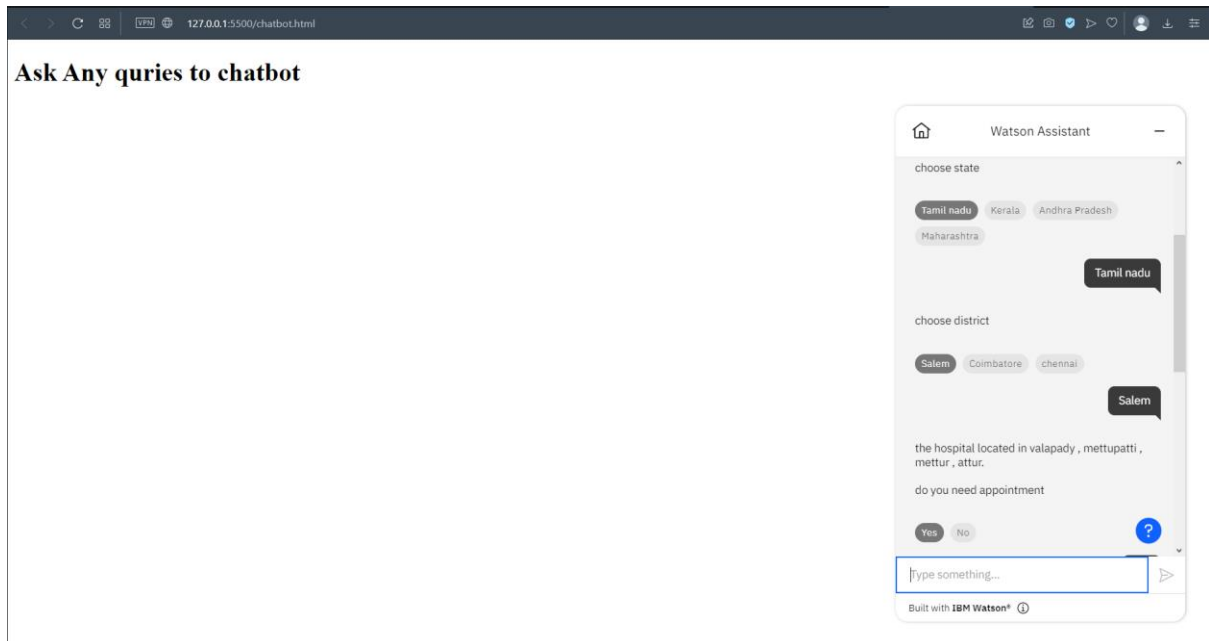 VPN
127.0.0.1:5500/chatbot.html
Ask Any quries to chatbot
Watson Assistant
choose state
Tamil nadu Kerala Andhra Pradesh
Maharashtra
Tamil nadu
choose district
Salem Coimbatore chennai
Salem
the hospital located in valapady , mettupatti ,
mettur , attur.
do you need appointment
Yes No
?
Type something...
Built with IBM Watson®